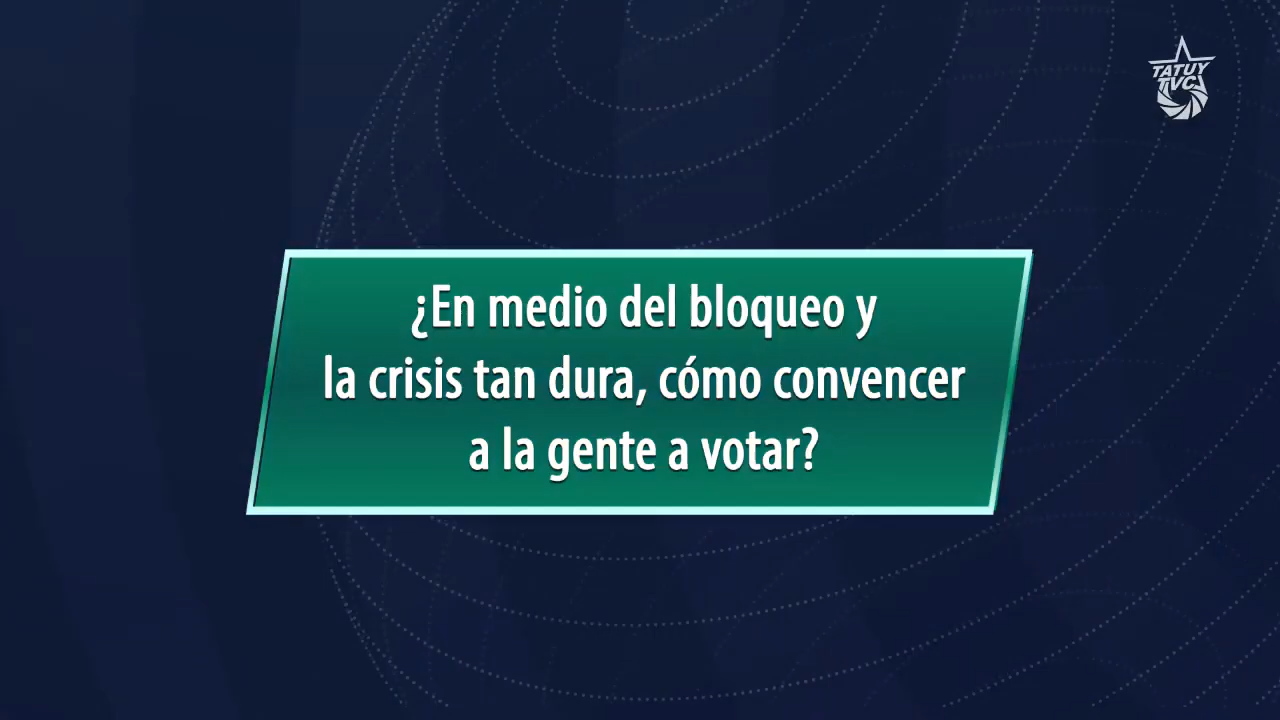 TATUY
TVC
¿En medio del bloqueo y
la crisis tan dura, cómo convencer
a la gente a votar?